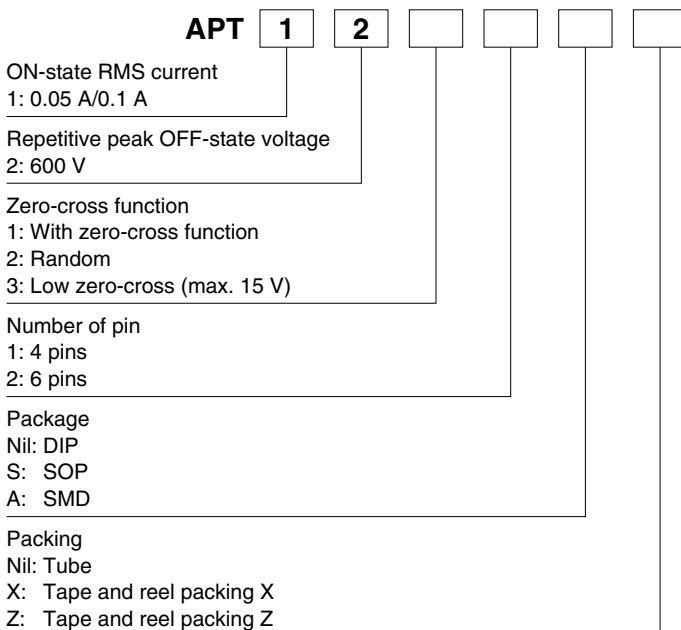 APT 1 2
ON-state RMS current
1: 0.05 A/0.1 A
Repetitive peak OFF-state voltage
2: 600 V
Zero-cross function
1: With zero-cross function
2: Random
3: Low zero-cross (max. 15 V)
Number of pin
1: 4 pins
2: 6 pins
Package
Nil: DIP
S: SOP
A: SMD
Packing
Nil: Tube
X: Tape and reel packing X
Z: Tape and reel packing Z